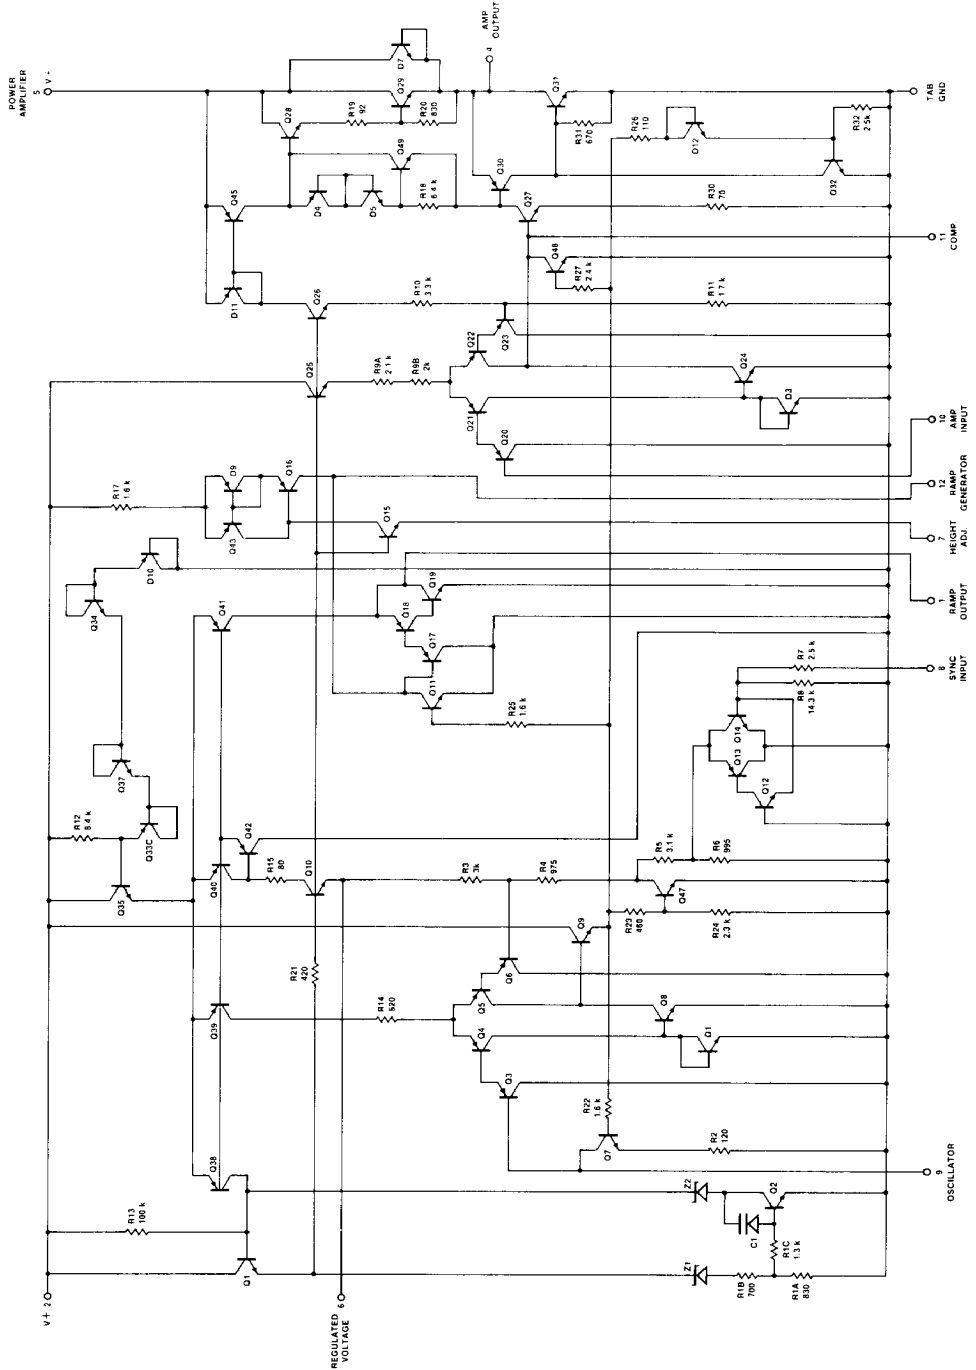 POWER
AMPLIFIER
5 V+
AMP
OUTPUT
4
D7
Q29
Q28
R19
92
R20
830
Q31
R31
670
R26
110
D12
R32
2.5k
TAB
GND
Q45
D4
D5
Q49
R18
6.4 k
Q30
Q27
Q32
R30
70
11
COMP.
D11
Q26
R10
3.3 k
Q48
R27
2.4 k
R11
1.7 k
Q25
R9A
2.1 k
R9B
2k
Q22
Q23
Q21
Q20
Q24
D3
10
AMP
INPUT
R17
1.6 k
D9
Q43
Q16
Q15
12
RAMP
GENERATOR
7
HEIGHT
ADJ.
D10
Q34
Q41
Q18
Q19
Q17
Q11
R25
1.6 k
1
RAMP
OUTPUT
8
SYNC
INPUT
R7
2.5 k
R8
14.3 k
Q14
Q13
Q12
Q37
R12
8.4 k
Q33C
Q35
Q40
Q42
R15
80
Q10
R3
3k
R4
975
R5
3.1 k
R6
995
Q47
R23
460
R24
2.3 k
Q9
R21
420
Q6
Q5
Q39
R14
520
Q4
Q8
D1
Q3
R22
1.6 k
Q7
R2
120
9
OSCILLATOR
Q38
R13
100 k
Z2
Q2
C1
R1C
1.3 k
Q1
Z1
R1B
700
R1A
830
V+ 2
6
REGULATED
VOLTAGE